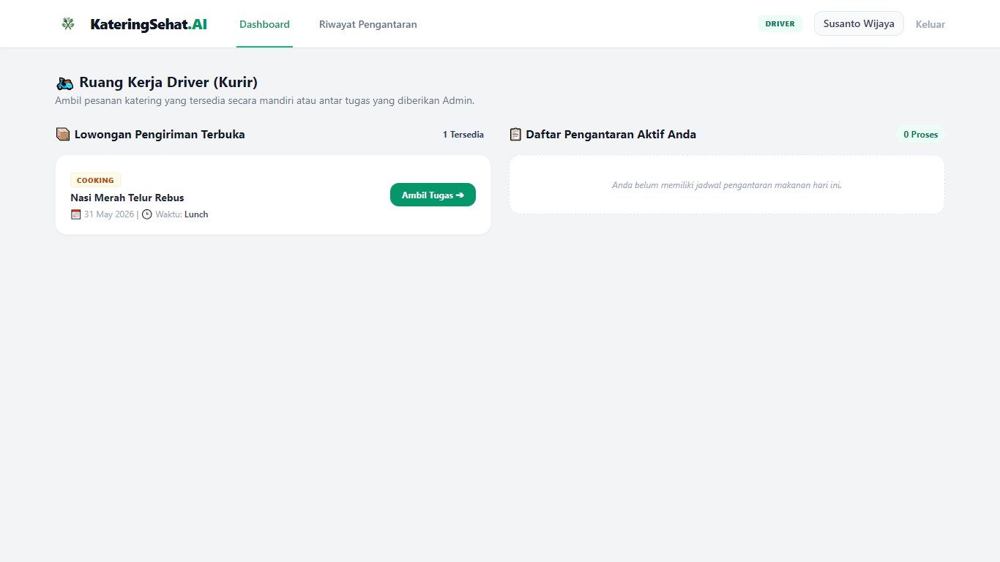 KateringSehat.AI
Dashboard
Riwayat Pengantaran
DRIVER
Susanto Wijaya
Keluar
Ruang Kerja Driver (Kurir)
Ambil pesanan katering yang tersedia secara mandiri atau antar tugas yang diberikan Admin.
Lowongan Pengiriman Terbuka
1 Tersedia
COOKING
Nasi Merah Telur Rebus
31 May 2026 | Waktu: Lunch
Ambil Tugas ➔
Daftar Pengantaran Aktif Anda
0 Proses
Anda belum memiliki jadwal pengantaran makanan hari ini.